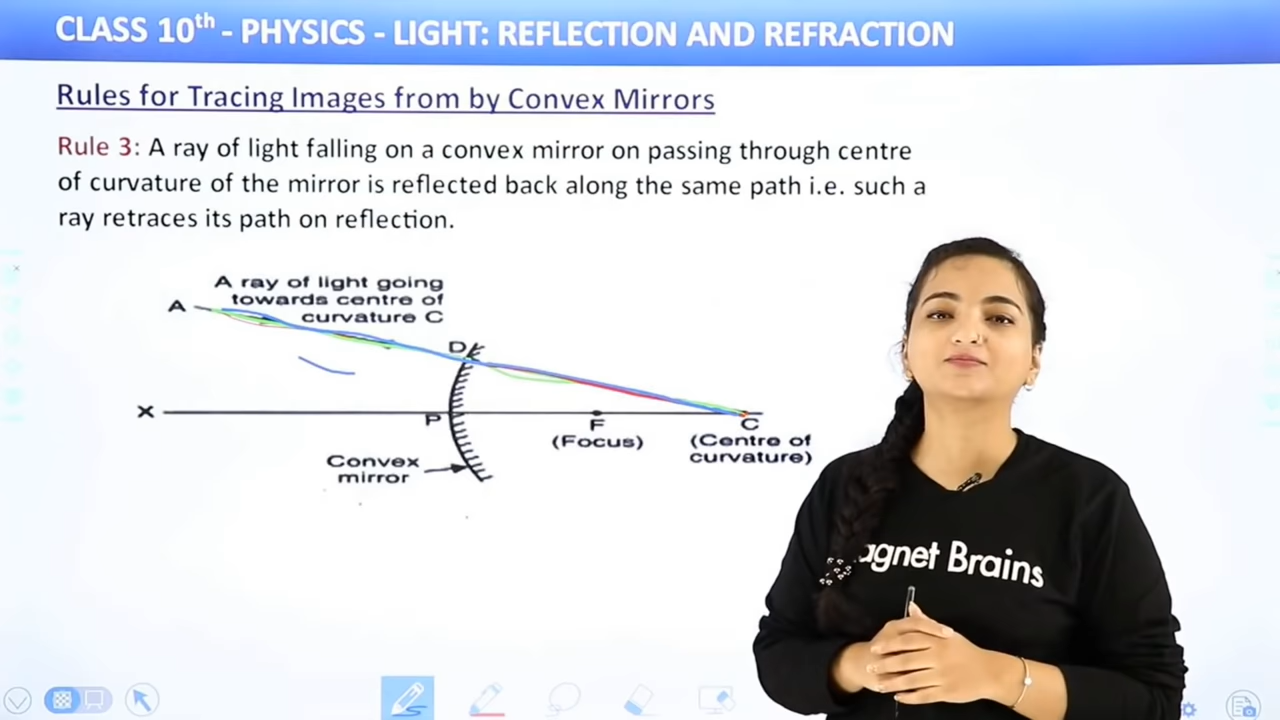 CLASS 10th - PHYSICS - LIGHT: REFLECTION AND REFRACTION
Rules for Tracing Images from by Convex Mirrors
Rule 3: A ray of light falling on a convex mirror on passing through centre
of curvature of the mirror is reflected back along the same path i.e. such a
ray retraces its path on reflection.
A ray of light going
towards centre of
curvature C
A
D
X
P
F
(Focus)
C
(Centre of
curvature)
Convex
mirror
agnet Brains